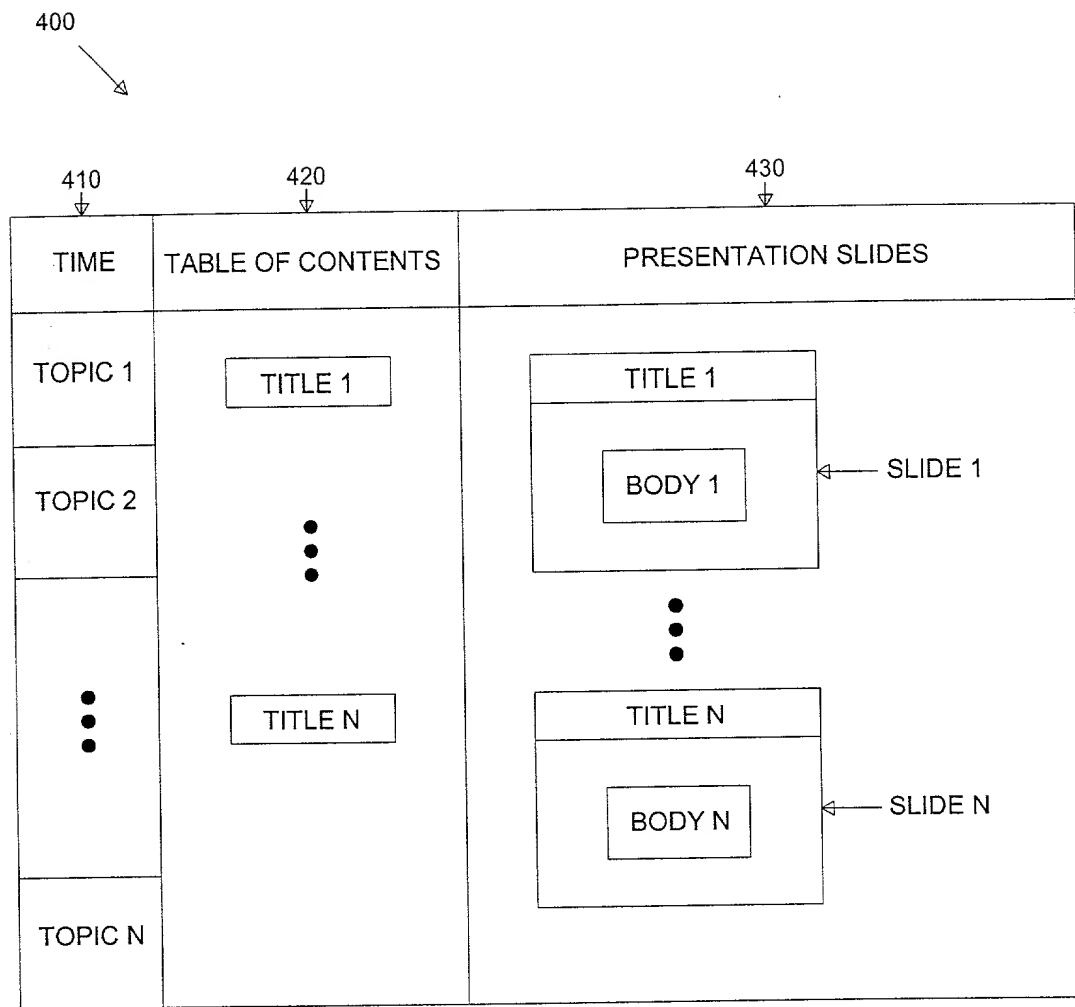 400
410
420
430
TIME
TABLE OF CONTENTS
PRESENTATION SLIDES
TOPIC 1
TITLE 1
TITLE 1
BODY 1
SLIDE 1
TOPIC 2
TITLE N
TITLE N
BODY N
SLIDE N
TOPIC N